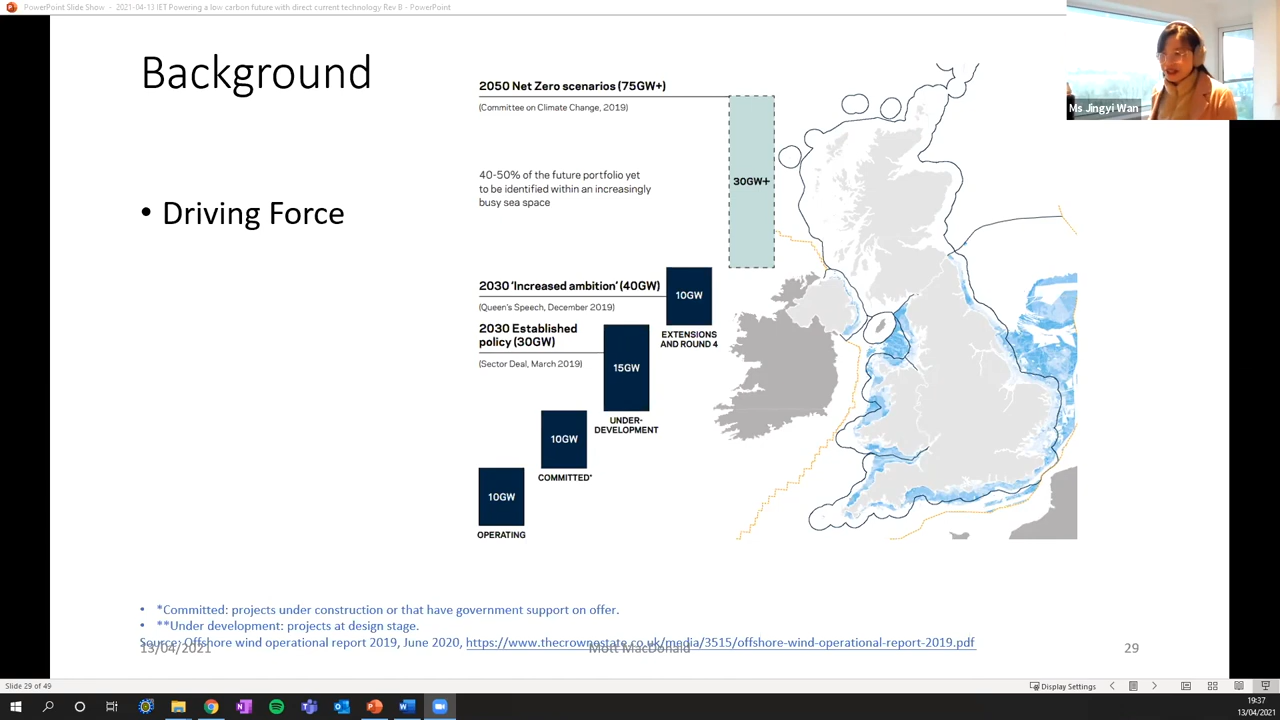 PowerPoint Slide Show - 2021-04-13 IET Powering a low carbon future with direct current technology Rev B - PowerPoint
Ms Jingyi Wan
Background
• Driving Force
2050 Net Zero scenarios (75GW+)
(Committee on Climate Change, 2019)
40-50% of the future portfolio yet
to be identified within an increasingly
busy sea space
30GW+
2030 ‘Increased ambition’ (40GW)
(Queen's Speech, December 2019)
10GW
EXTENSIONS
AND ROUND 4
2030 Established
policy (30GW)
(Sector Deal, March 2019)
15GW
UNDER-
DEVELOPMENT
10GW
COMMITTED*
10GW
OPERATING
• *Committed: projects under construction or that have government support on offer.
• **Under development: projects at design stage.
Source: Offshore wind operational report 2019, June 2020, https://www.thecrownestate.co.uk/media/3515/offshore-wind-operational-report-2019.pdf
13/04/2021
Mott MacDonald
29
Slide 29 of 49
Display Settings
19:37
13/04/2021